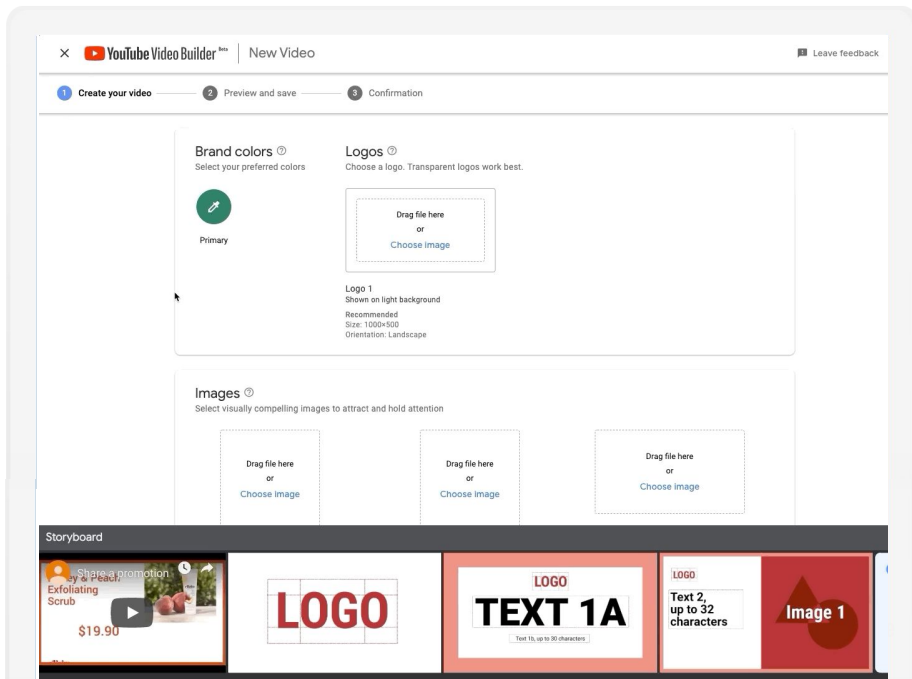 YouTube Video Builder Beta New Video
Leave feedback
1 Create your video
2 Preview and save
3 Confirmation
Brand colors
Select your preferred colors
Primary
Logos
Choose a logo. Transparent logos work best.
Drag file here
or
Choose image
Logo 1
Shown on light background
Recommended
Size: 1000×500
Orientation: Landscape
Images
Select visually compelling images to attract and hold attention
Drag file here
or
Choose image
Drag file here
or
Choose image
Drag file here
or
Choose image
Storyboard
Share a promotion
& Peach
Exfoliating
Scrub
$19.90
LOGO
LOGO
TEXT 1A
Text 1b, up to 30 characters
LOGO
Text 2,
up to 32
characters
Image 1